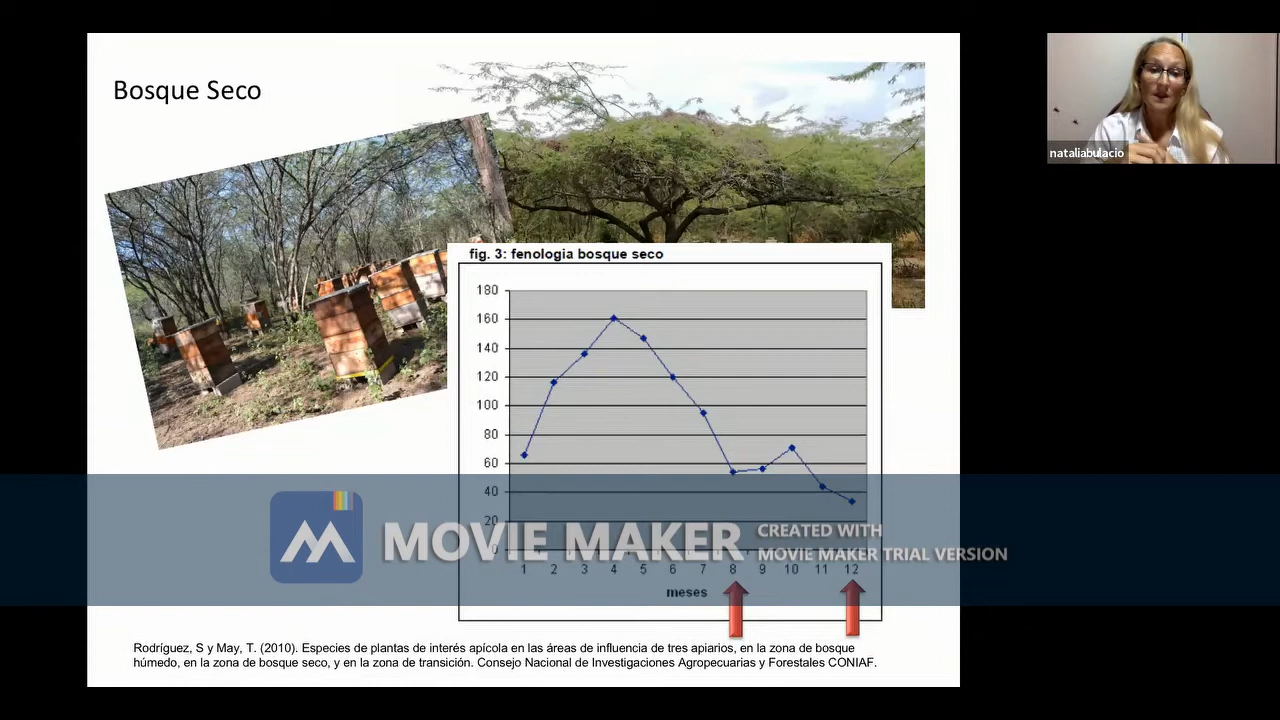 Bosque Seco
nataliabulacio
fig. 3: fenologia bosque seco
180
160
140
120
100
80
60
40
20
0
1 2 3 4 5 6 7 8 9 10 11 12
meses
MOVIE MAKER
CREATED WITH
MOVIE MAKER TRIAL VERSION
Rodríguez, S y May, T. (2010). Especies de plantas de interés apícola en las áreas de influencia de tres apiarios, en la zona de bosque
húmedo, en la zona de bosque seco, y en la zona de transición. Consejo Nacional de Investigaciones Agropecuarias y Forestales CONIAF.